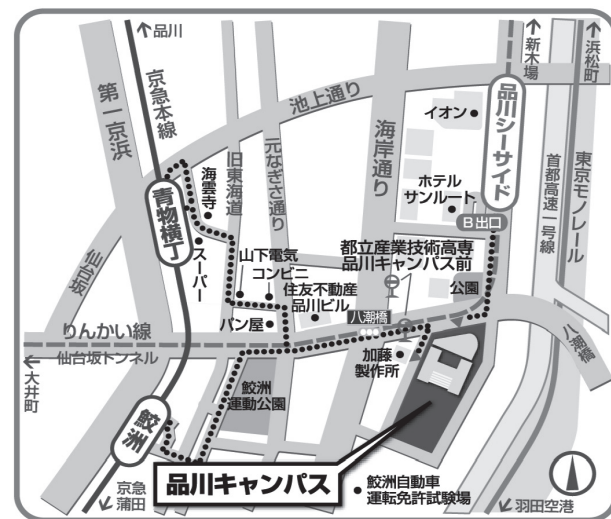 ↑品川
京急本線
第一京浜
池上通り
旧東海道
元なぎさ通り
海岸通り
海雲寺
青物横丁
スーパー
仙台坂
山下電気
コンビニ
パン屋
住友不動産
品川ビル
イオン
ホテル
サンルート
B出口
品川シーサイド
↑新木場
↑浜松町
首都高速一号線
東京モノレール
都立産業技術高専
品川キャンパス前
公園
八潮橋
八潮橋
りんかい線
仙台坂トンネル
←大井町
鮫洲
鮫洲
運動公園
加藤
製作所
品川キャンパス
鮫洲自動車
運転免許試験場
京急
蒲田
羽田空港